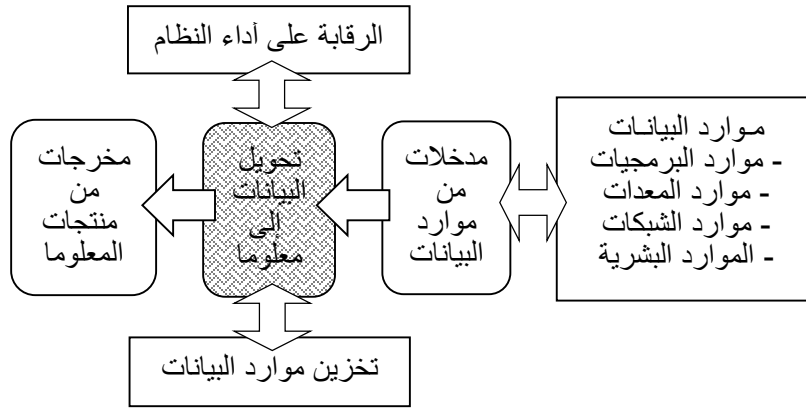 الرقابة على أداء النظام
موارد البيانات
- موارد البرمجيات
- موارد المعدات
- موارد الشبكات
- الموارد البشرية
مدخلات
من
موارد
البيانات
تحويل
البيانات
إلى
معلوما
مخرجات
من
منتجات
المعلوما
تخزين موارد البيانات